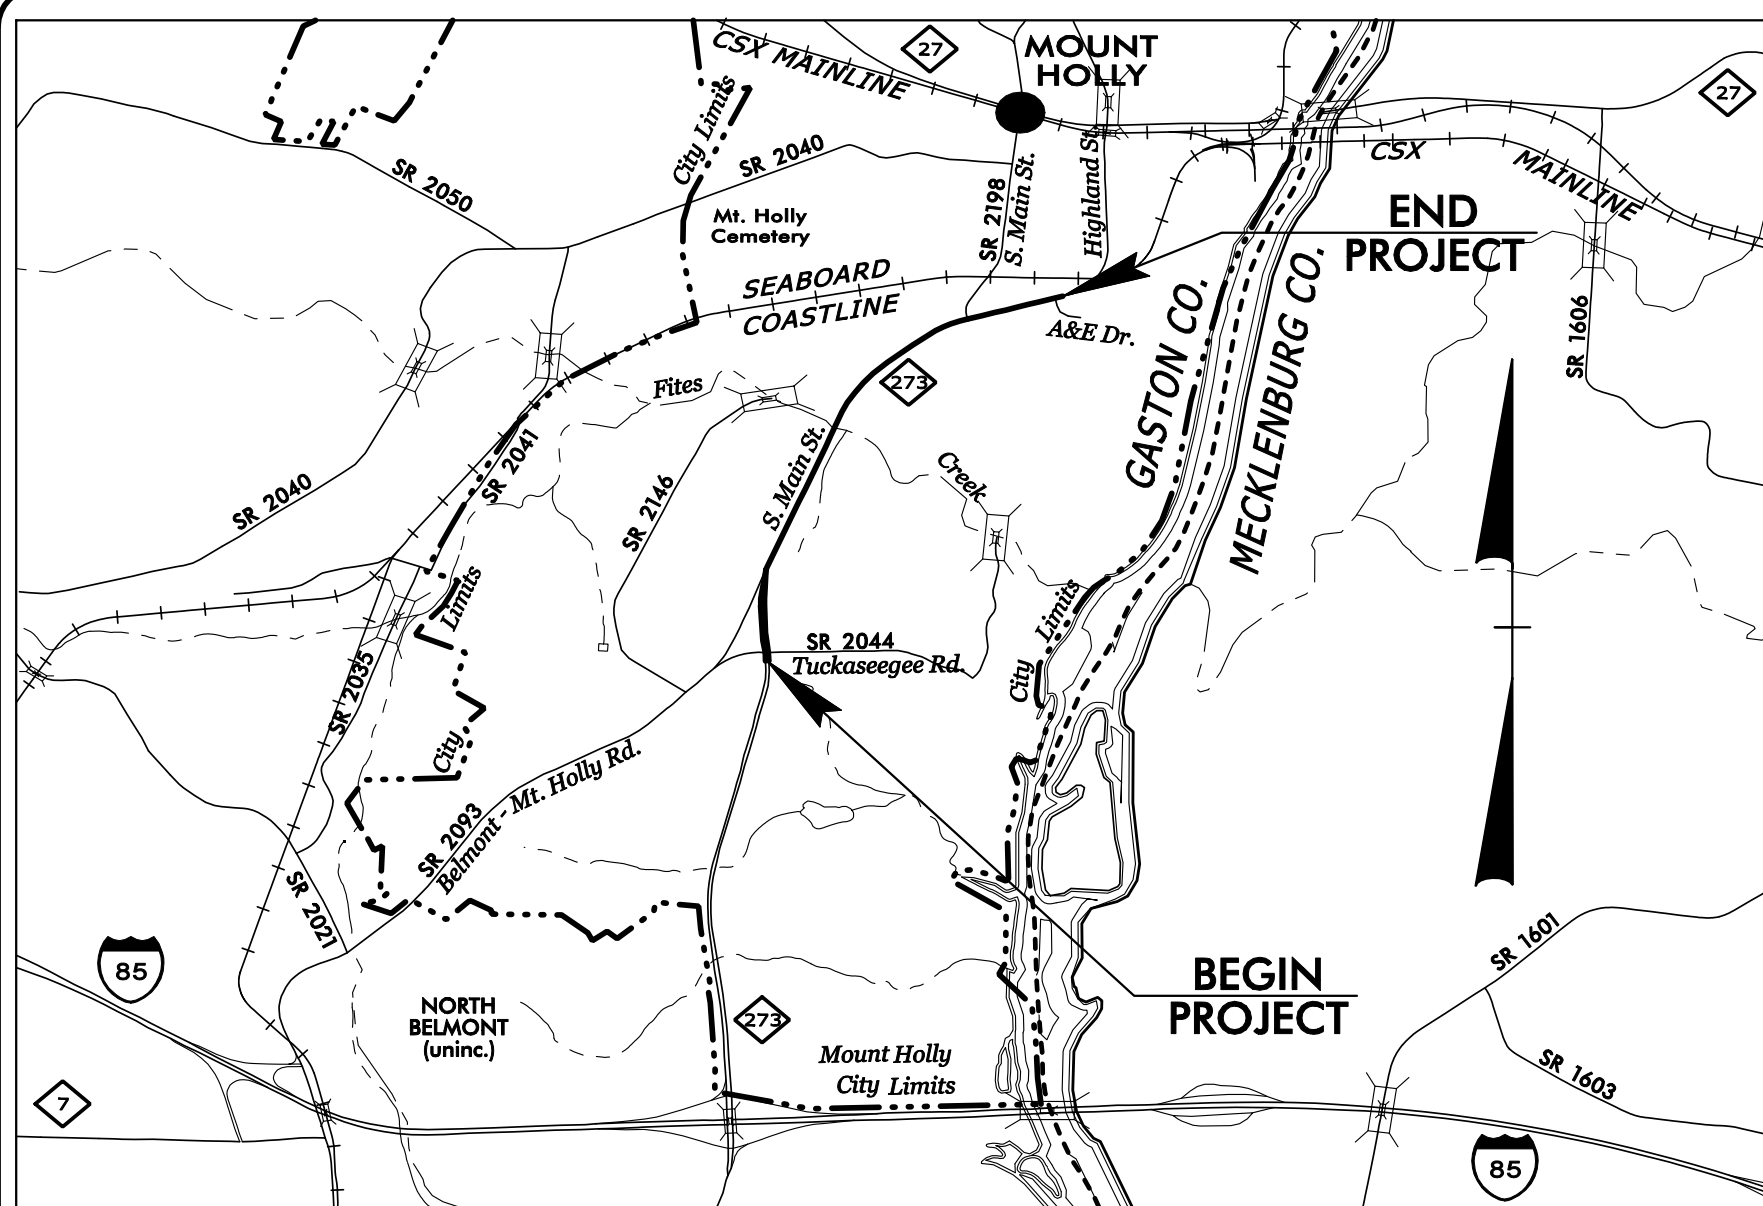 CSX MAINLINE
27
MOUNT
HOLLY
27
City Limits
SR 2050
SR 2040
SR 2198
S. Main St.
Highland St.
CSX
MAINLINE
Mt. Holly
Cemetery
END
PROJECT
SEABOARD
COASTLINE
A&E Dr.
GASTON CO.
MECKLENBURG CO.
SR 1606
273
Fites
Creek
SR 2041
SR 2040
SR 2146
S. Main St.
Limits
City
SR 2044
Tuckaseegee Rd.
Limits
City
SR 2035
SR 2093
Belmont - Mt. Holly Rd.
SR 2021
85
BEGIN
PROJECT
SR 1601
NORTH
BELMONT
(uninc.)
273
Mount Holly
City Limits
SR 1603
7
85